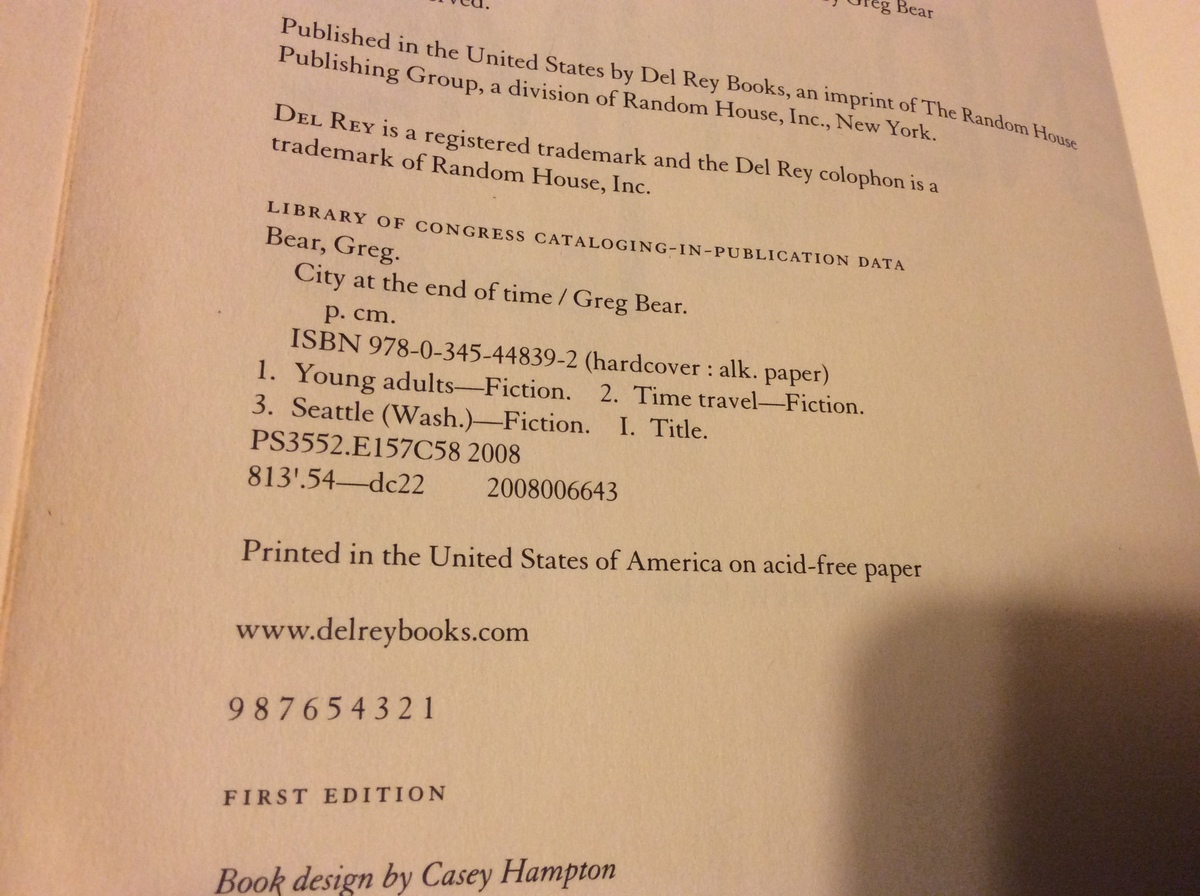 Greg Bear
Published in the United States by Del Rey Books, an imprint of The Random House
Publishing Group, a division of Random House, Inc., New York.
DEL REY is a registered trademark and the Del Rey colophon is a
trademark of Random House, Inc.
LIBRARY OF CONGRESS CATALOGING-IN-PUBLICATION DATA
Bear, Greg.
City at the end of time / Greg Bear.
p. cm.
ISBN 978-0-345-44839-2 (hardcover : alk. paper)
1. Young adults—Fiction. 2. Time travel—Fiction.
3. Seattle (Wash.)—Fiction. I. Title.
PS3552.E157C58 2008
813'.54—dc22 2008006643
Printed in the United States of America on acid-free paper
www.delreybooks.com
9 8 7 6 5 4 3 2 1
FIRST EDITION
Book design by Casey Hampton